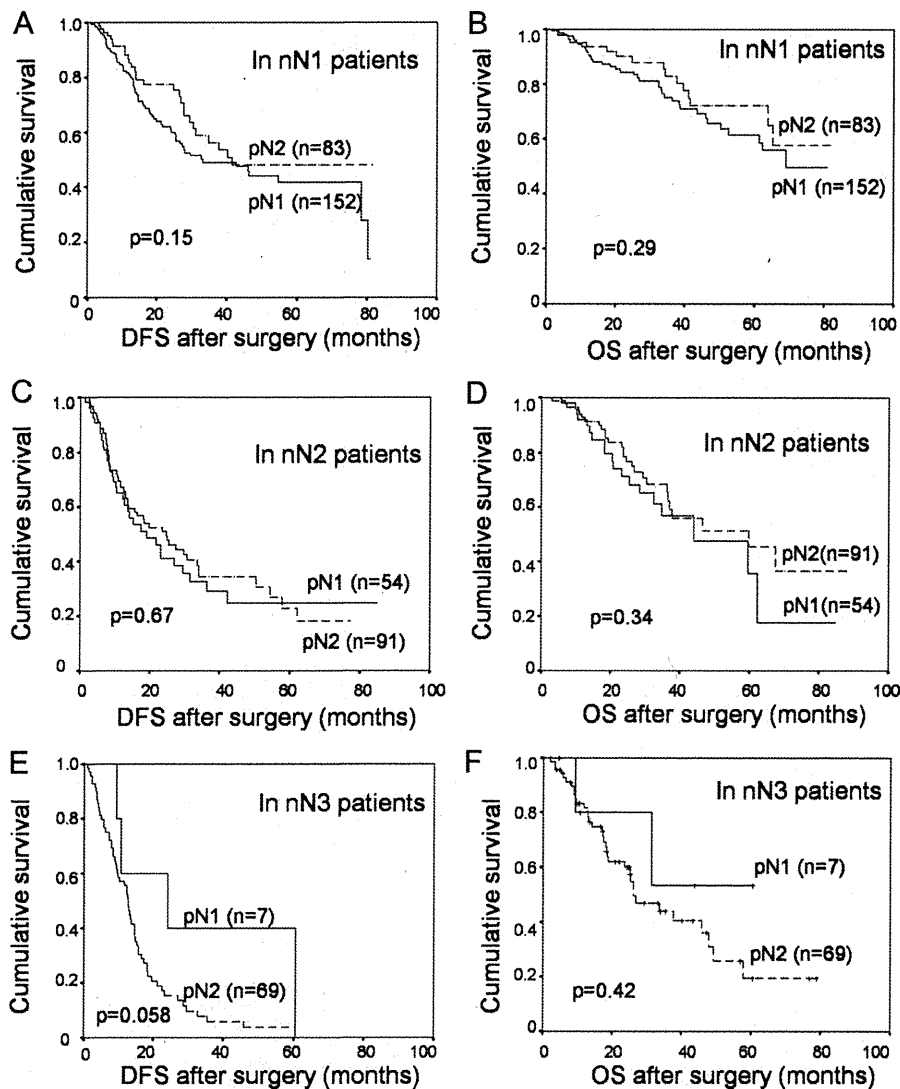 A
In nN1 patients
Cumulative survival
1.0
0.8
0.6
0.4
0.2
0
pN2 (n=83)
pN1 (n=152)
p=0.15
0 20 40 60 80 100
DFS after surgery (months)
B
In nN1 patients
Cumulative survival
1.0
0.8
0.6
0.4
0.2
0
pN2 (n=83)
pN1 (n=152)
p=0.29
0 20 40 60 80 100
OS after surgery (months)
C
In nN2 patients
Cumulative survival
1.0
0.8
0.6
0.4
0.2
0
pN1 (n=54)
pN2 (n=91)
p=0.67
0 20 40 60 80 100
DFS after surgery (months)
D
In nN2 patients
Cumulative survival
1.0
0.8
0.6
0.4
0.2
0
pN2(n=91)
pN1(n=54)
p=0.34
0 20 40 60 80 100
OS after surgery (months)
E
In nN3 patients
Cumulative survival
1.0
0.8
0.6
0.4
0.2
0
pN1 (n=7)
pN2 (n=69)
p=0.058
0 20 40 60 80 100
DFS after surgery (months)
F
In nN3 patients
Cumulative survival
1.0
0.8
0.6
0.4
0.2
0
pN1 (n=7)
pN2 (n=69)
p=0.42
0 20 40 60 80 100
OS after surgery (months)